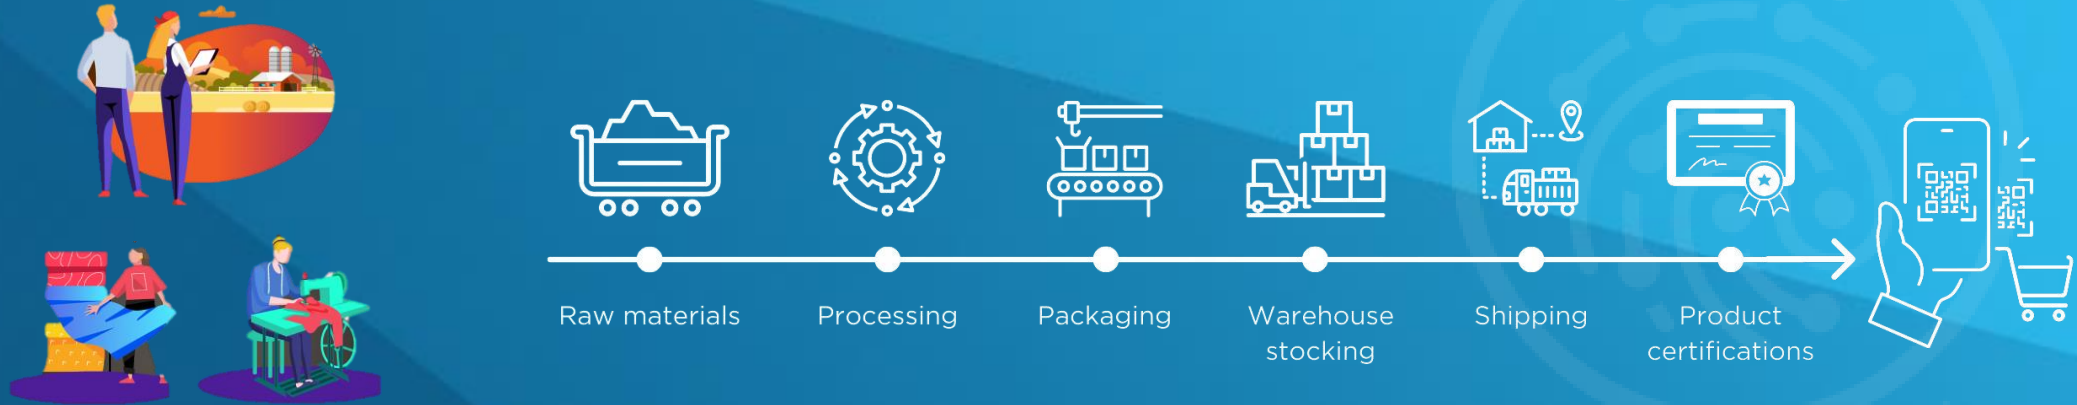 Raw materials
Processing
Packaging
Warehouse
stocking
Shipping
Product
certifications